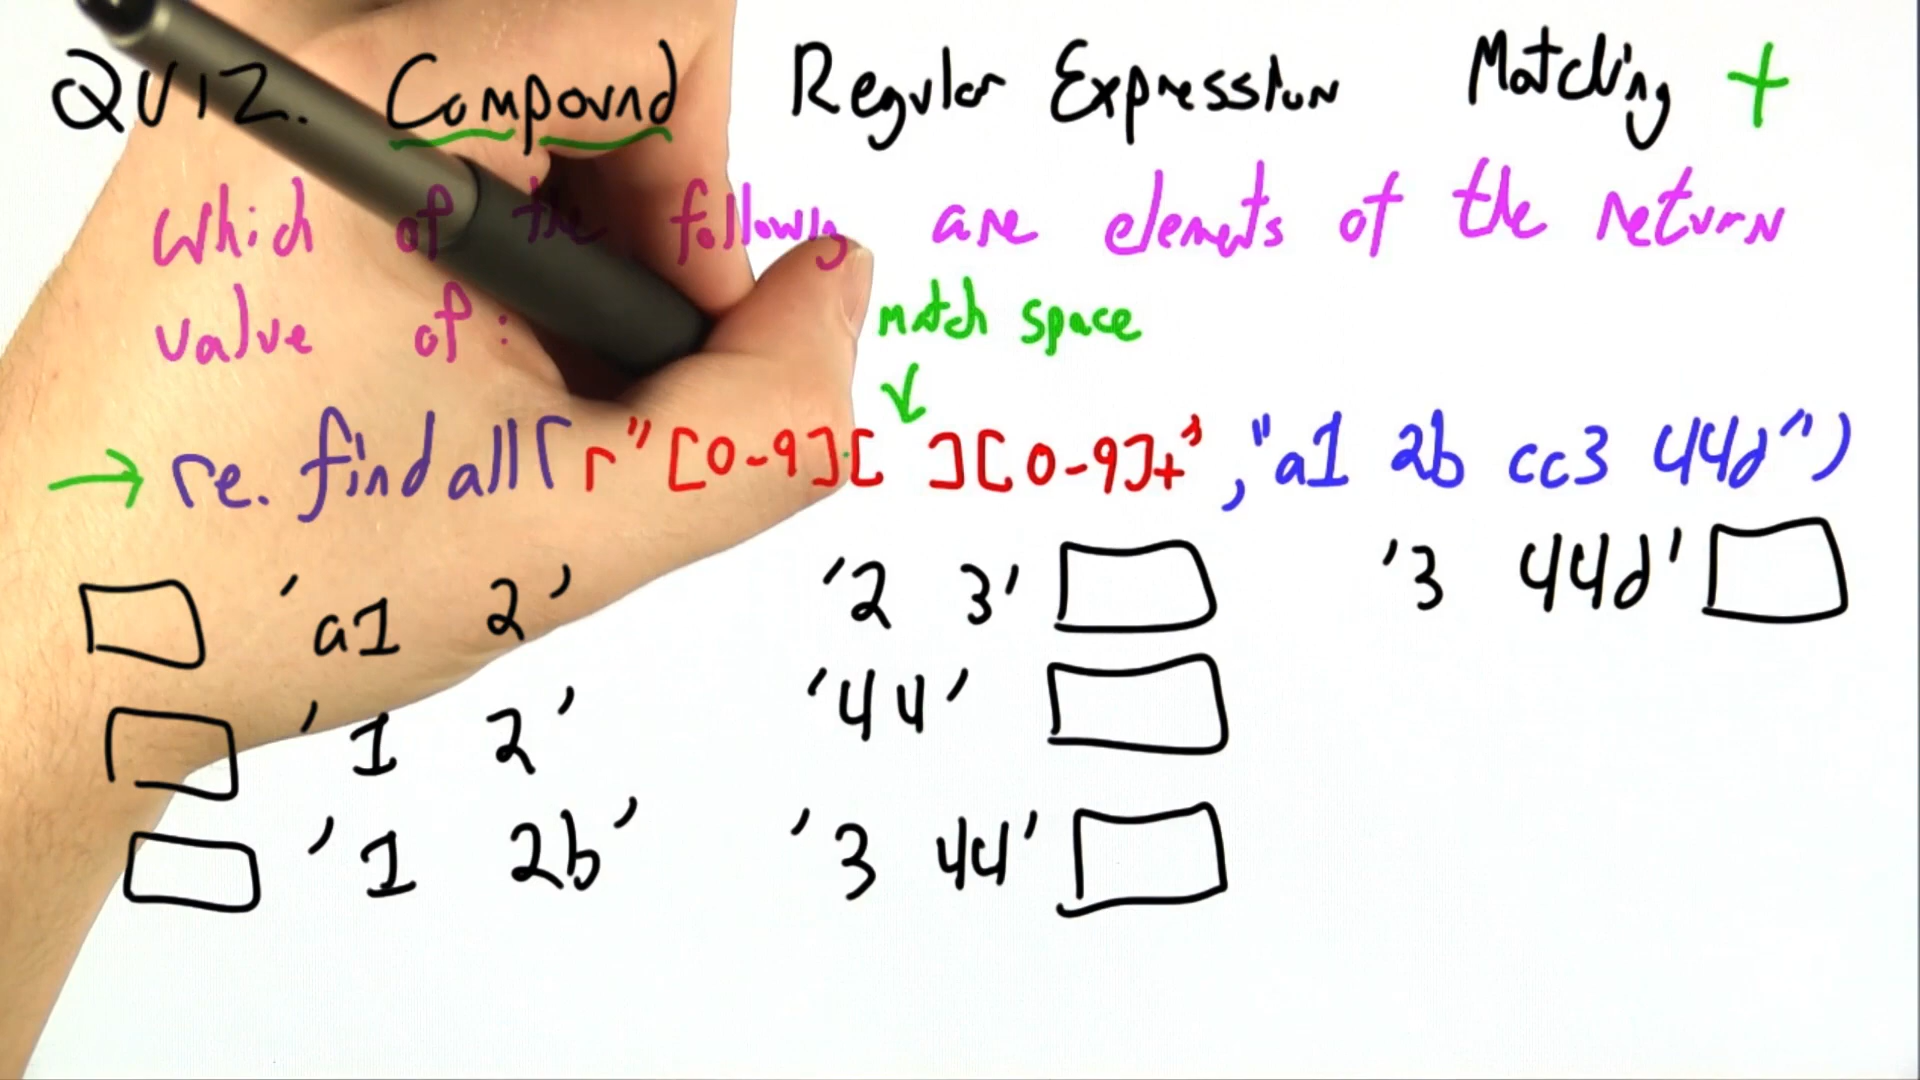 QUIZ. Compound Regular Expression Matching +
Which of the following are elements of the return
value of:
match space
re.findall(r"[0-9][ ][0-9]+","a1 2b cc3 44d")
'a1 2' '2 3' '3 44d'
'1 2' '44'
'1 2b' '3 44'